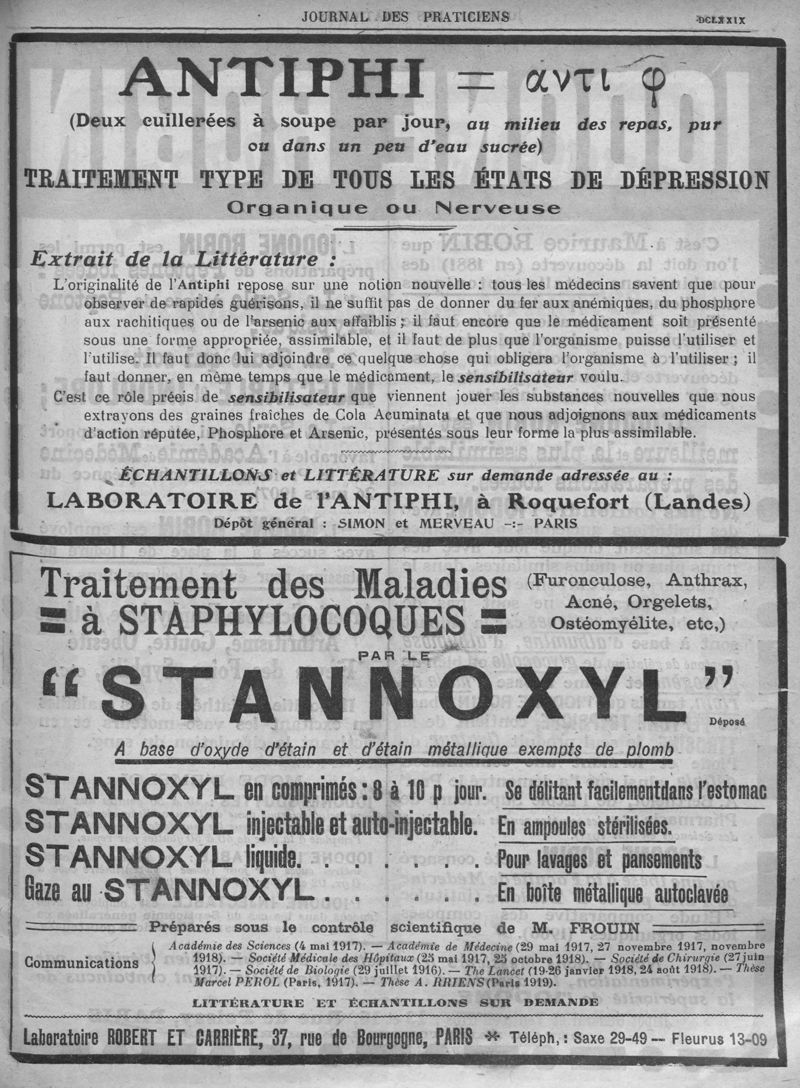 JOURNAL DES PRATICIENS
DCLXXIX
ANTIPHI = αντι φ
(Deux cuillerées à soupe par jour, au milieu des repas, pur
ou dans un peu d'eau sucrée)
TRAITEMENT TYPE DE TOUS LES ÉTATS DE DÉPRESSION
Organique ou Nerveuse
Extrait de la Littérature :
L'originalité de l'Antiphi repose sur une notion nouvelle : tous les médecins savent que pour
observer de rapides guérisons, il ne suffit pas de donner du fer aux anémiques, du phosphore
aux rachitiques ou de l'arsenic aux affaiblis ; il faut encore que le médicament soit présenté
sous une forme appropriée, assimilable, et il faut de plus que l'organisme puisse l'utiliser et
l'utilise. Il faut donc lui adjoindre ce quelque chose qui obligera l'organisme à l'utiliser ; il
faut donner, en même temps que le médicament, le sensibilisateur voulu.
C'est ce rôle précis de sensibilisateur que viennent jouer les substances nouvelles que nous
extrayons des graines fraîches de Cola Acuminata et que nous adjoignons aux médicaments
d'action réputée, Phosphore et Arsenic, présentés sous leur forme la plus assimilable.
ÉCHANTILLONS et LITTÉRATURE sur demande adressée au :
LABORATOIRE de l'ANTIPHI, à Roquefort (Landes)
Dépôt général : SIMON et MERVEAU -:- PARIS
Traitement des Maladies
= à STAPHYLOCOQUES =
(Furonculose, Anthrax,
Acné, Orgelets,
Ostéomyélite, etc,)
PAR LE
"STANNOXYL"
Déposé
A base d'oxyde d'étain et d'étain métallique exempts de plomb
STANNOXYL en comprimés : 8 à 10 p jour. Se délitant facilementdans l'estomac
STANNOXYL injectable et auto-injectable. En ampoules stérilisées.
STANNOXYL liquide. . . . . . . Pour lavages et pansements
Gaze au STANNOXYL . . . . . . En boîte métallique autoclavée
Préparés sous le contrôle scientifique de M. FROUIN
Communications
Académie des Sciences (4 mai 1917). — Académie de Médecine (29 mai 1917, 27 novembre 1917, novembre
1918). — Société Médicale des Hôpitaux (25 mai 1917, 25 octobre 1918). — Société de Chirurgie (27 juin
1917). — Société de Biologie (29 juillet 1916). — The Lancet (19-26 janvier 1918, 24 août 1918). — Thèse
Marcel PEROL (Paris, 1917). — Thèse A. RRIENS (Paris 1919).
LITTÉRATURE ET ÉCHANTILLONS SUR DEMANDE
Laboratoire ROBERT ET CARRIÈRE, 37, rue de Bourgogne, PARIS ** Téléph, : Saxe 29-49 — Fleurus 13-09